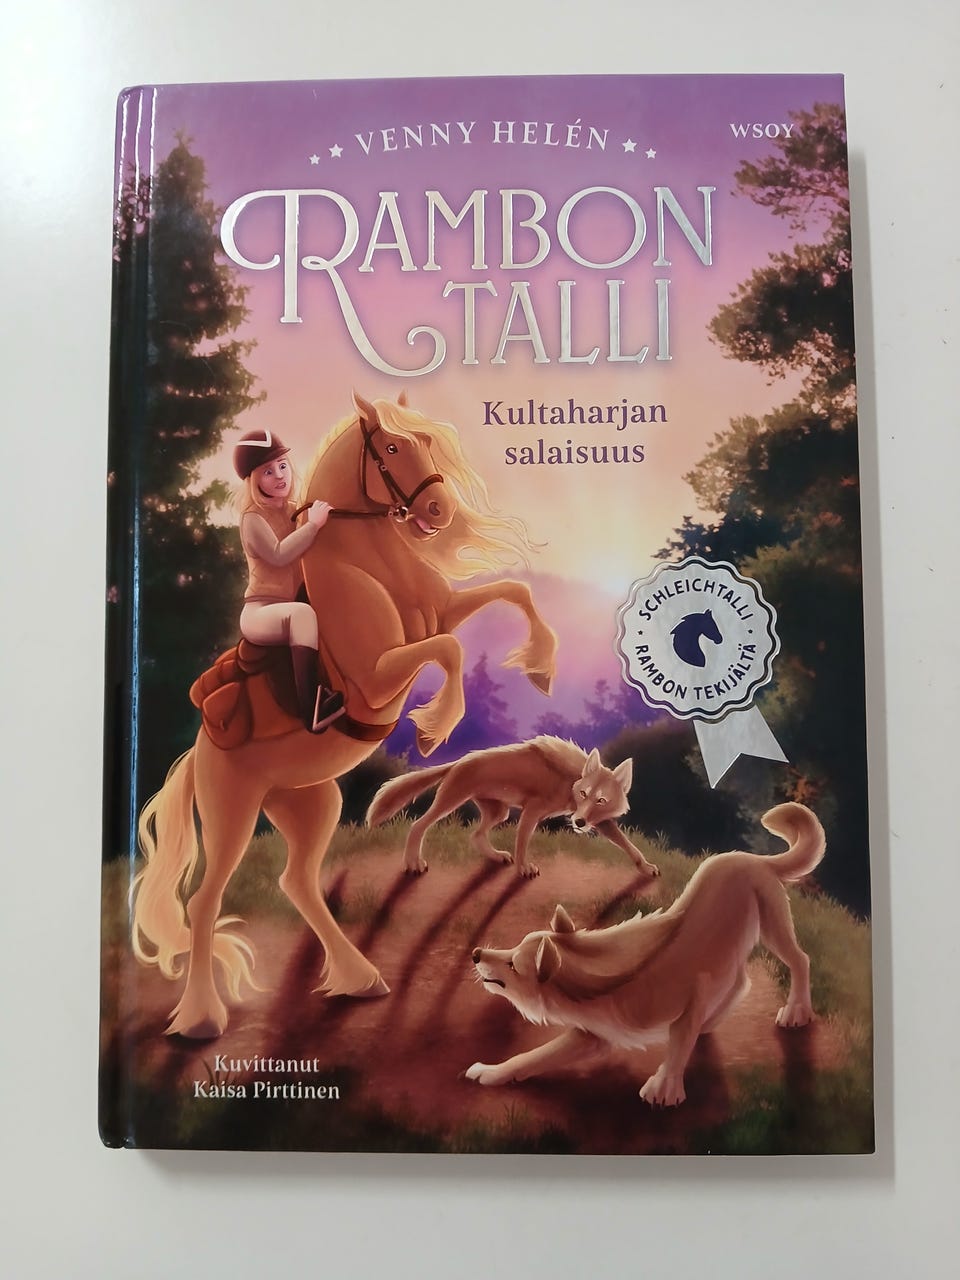 VENNY HELÉN
WSOY
RAMBON
TALLI
Kultaharjan
salaisuus
SCHLEICHTALLI
RAMBON TEKIJÄLTÄ
Kuvittanut
Kaisa Pirttinen